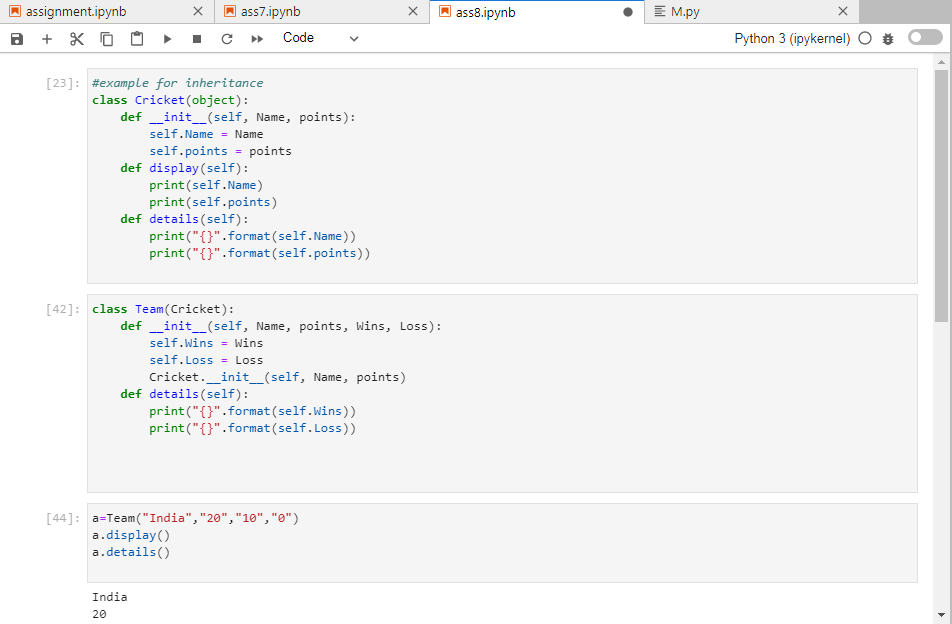 assignment.ipynb ass7.ipynb ass8.ipynb M.py
Code Python 3 (ipykernel)
[23]: #example for inheritance
class Cricket(object):
    def __init__(self, Name, points):
        self.Name = Name
        self.points = points
    def display(self):
        print(self.Name)
        print(self.points)
    def details(self):
        print("{}".format(self.Name))
        print("{}".format(self.points))
[42]: class Team(Cricket):
    def __init__(self, Name, points, Wins, Loss):
        self.Wins = Wins
        self.Loss = Loss
        Cricket.__init__(self, Name, points)
    def details(self):
        print("{}".format(self.Wins))
        print("{}".format(self.Loss))
[44]: a=Team("India","20","10","0")
a.display()
a.details()
India
20